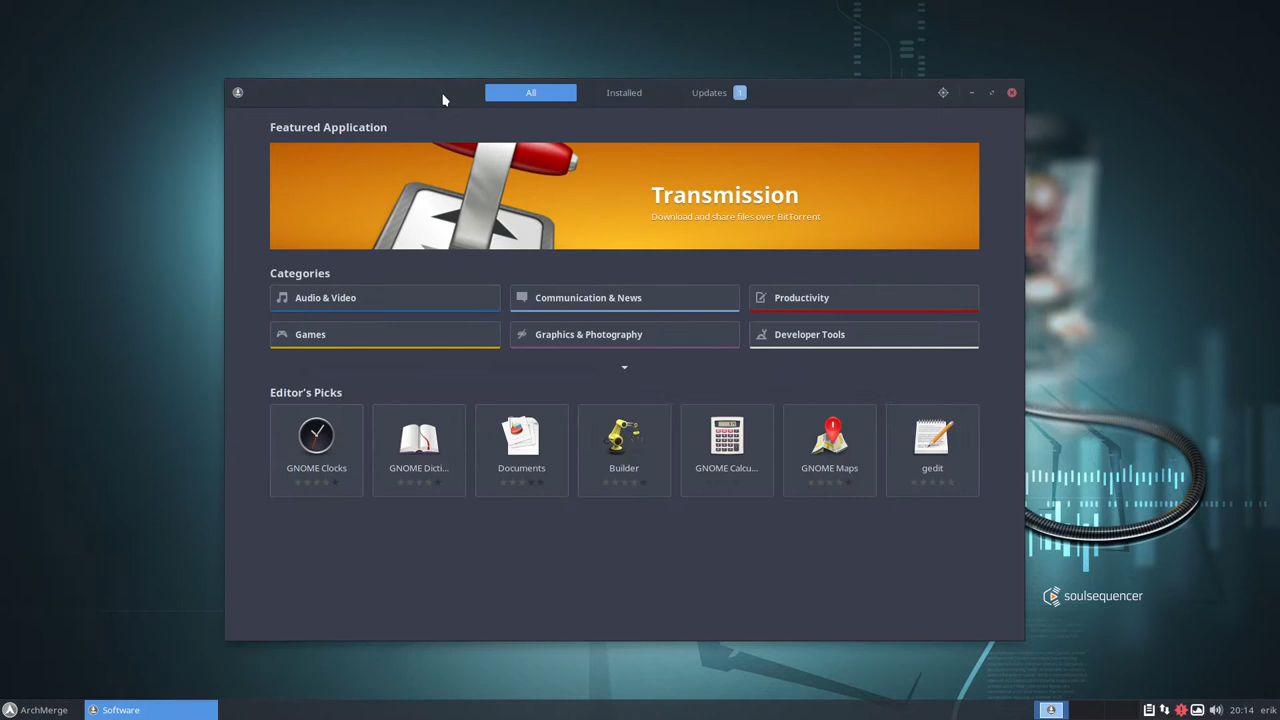 All
Installed
Updates 1
Featured Application
Transmission
Download and share files over BitTorrent
Categories
Audio & Video
Communication & News
Productivity
Games
Graphics & Photography
Developer Tools
Editor's Picks
GNOME Clocks
GNOME Dicti...
Documents
Builder
GNOME Calcu...
GNOME Maps
gedit
soulsequencer
ArchMerge
Software
20:14
erik